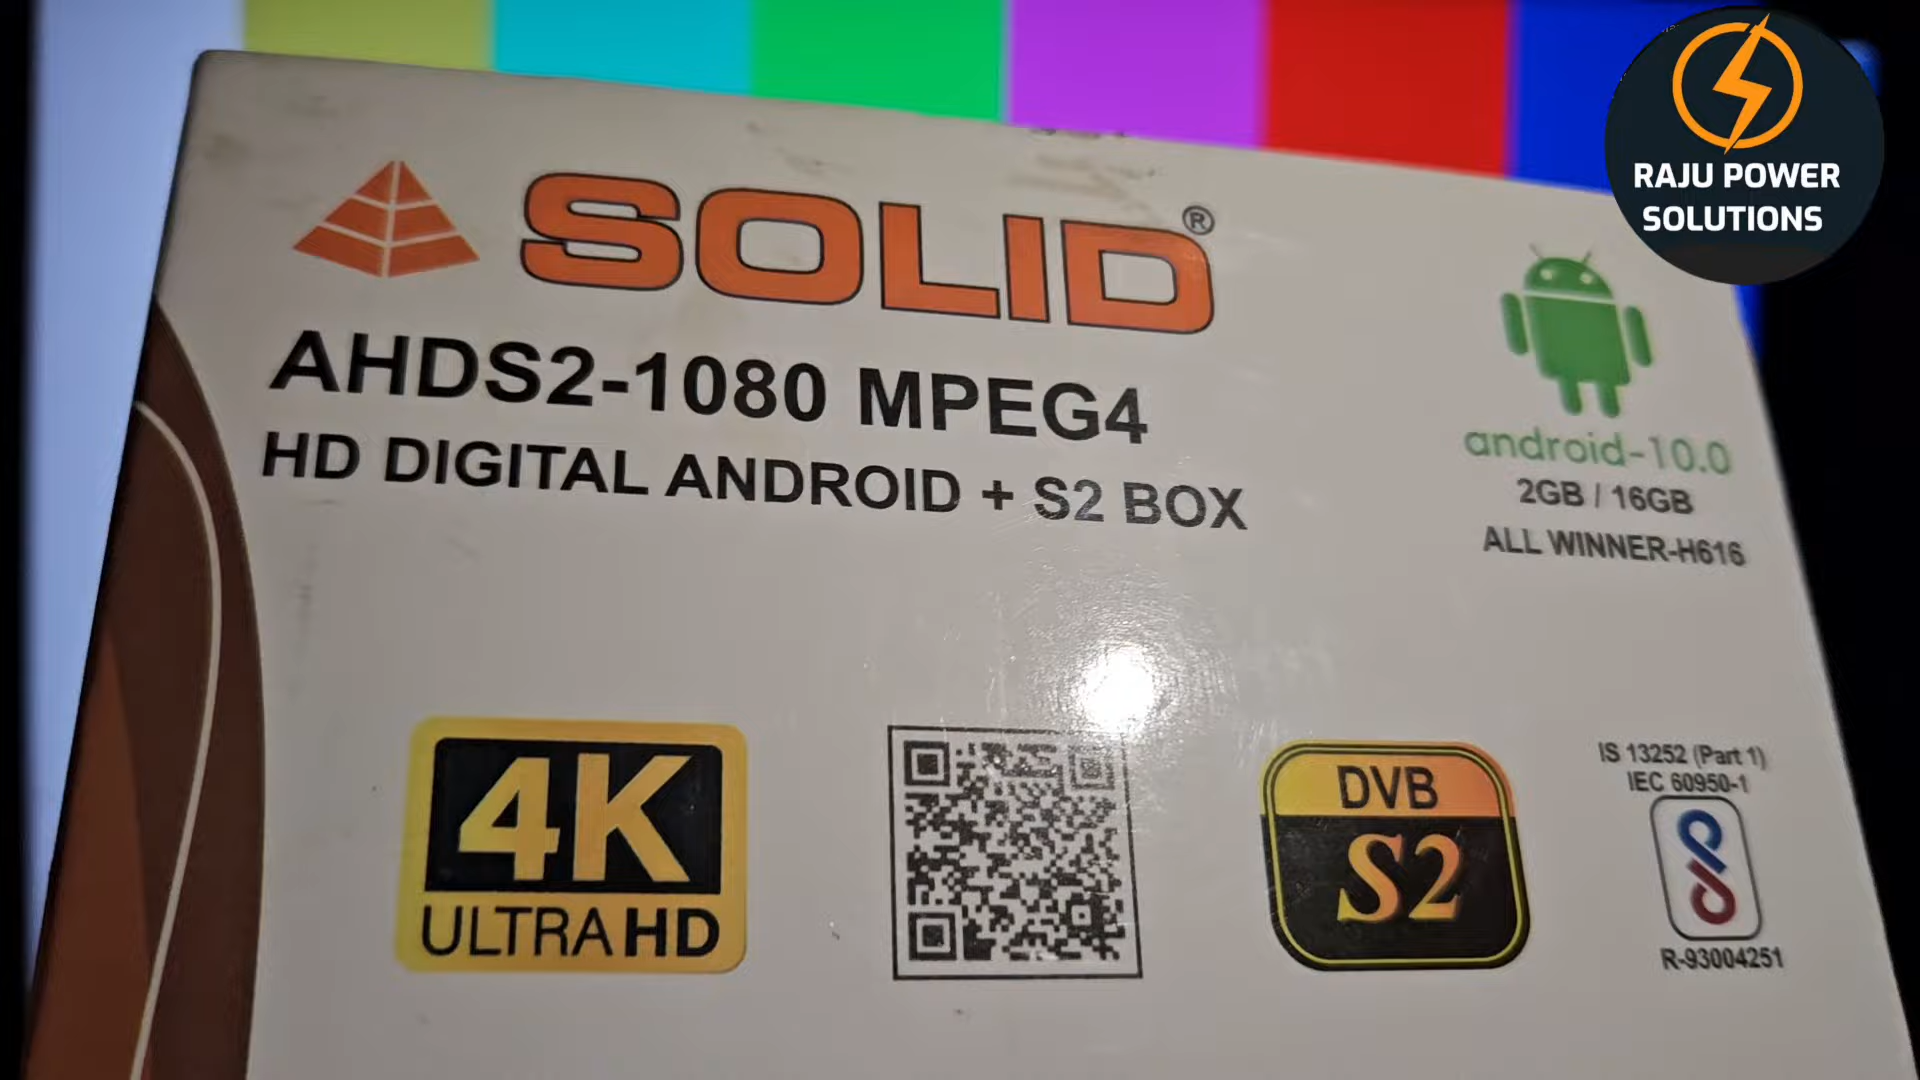 RAJU POWER
SOLUTIONS
SOLID®
AHDS2-1080 MPEG4
HD DIGITAL ANDROID + S2 BOX
android-10.0
2GB / 16GB
ALL WINNER-H616
4K
ULTRA HD
DVB
S2
IS 13252 (Part 1)
IEC 60950-1
R-93004251